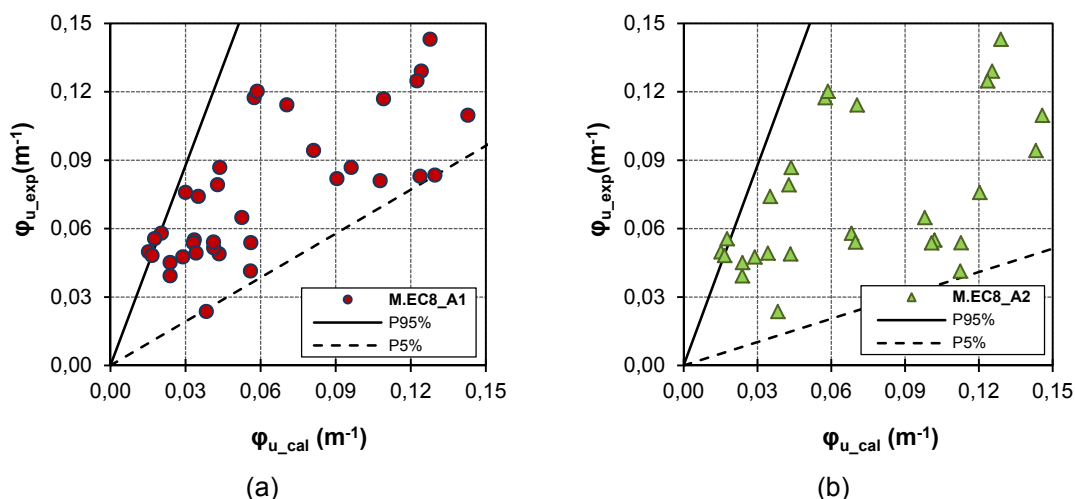 0,15
0,12
0,09
0,06
0,03
0,00
φu_exp(m-1)
M.EC8_A1
P95%
P5%
0,00 0,03 0,06 0,09 0,12 0,15
φu_cal (m-1)
(a)
0,15
0,12
0,09
0,06
0,03
0,00
φu_exp(m-1)
M.EC8_A2
P95%
P5%
0,00 0,03 0,06 0,09 0,12 0,15
φu_cal (m-1)
(b)